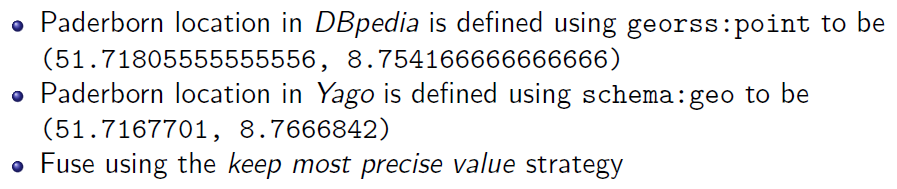 Paderborn location in DBpedia is defined using georss:point to be
(51.71805555555556, 8.754166666666666)
Paderborn location in Yago is defined using schema:geo to be
(51.7167701, 8.7666842)
Fuse using the keep most precise value strategy